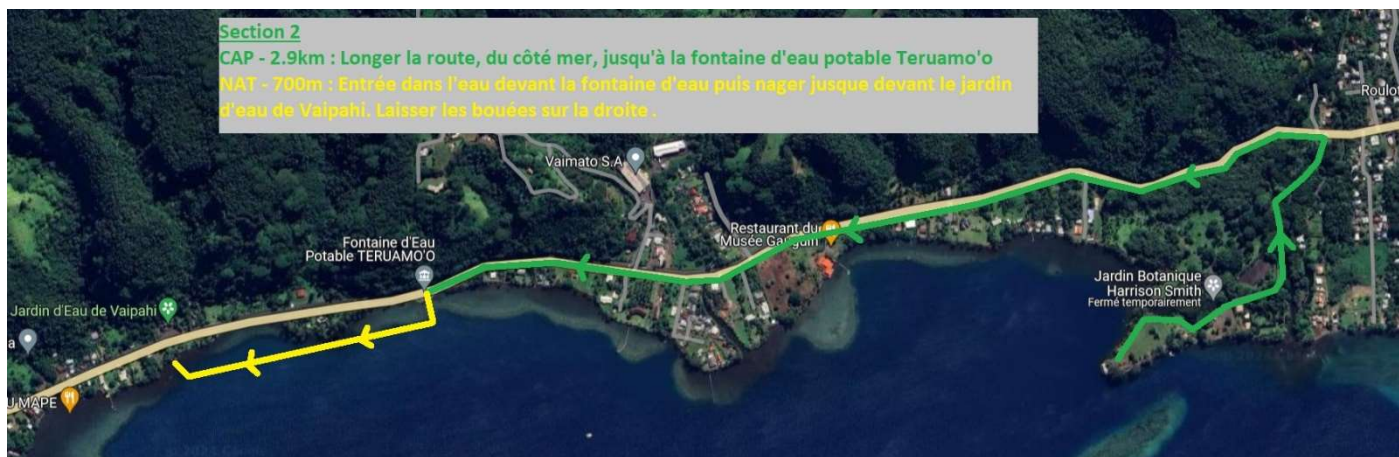 Section 2
CAP - 2.9km : Longer la route, du côté mer, jusqu'à la fontaine d'eau potable Teruamo'o
NAT - 700m : Entrée dans l'eau devant la fontaine d'eau puis nager jusque devant le jardin
d'eau de Vaipahi. Laisser les bouées sur la droite .
Roulot
Vaimato S.A
Restaurant du
Musée Gauguin
Fontaine d'Eau
Potable TERUAMO'O
Jardin Botanique
Harrison Smith
Fermé temporairement
Jardin d'Eau de Vaipahi
a
U MAPE